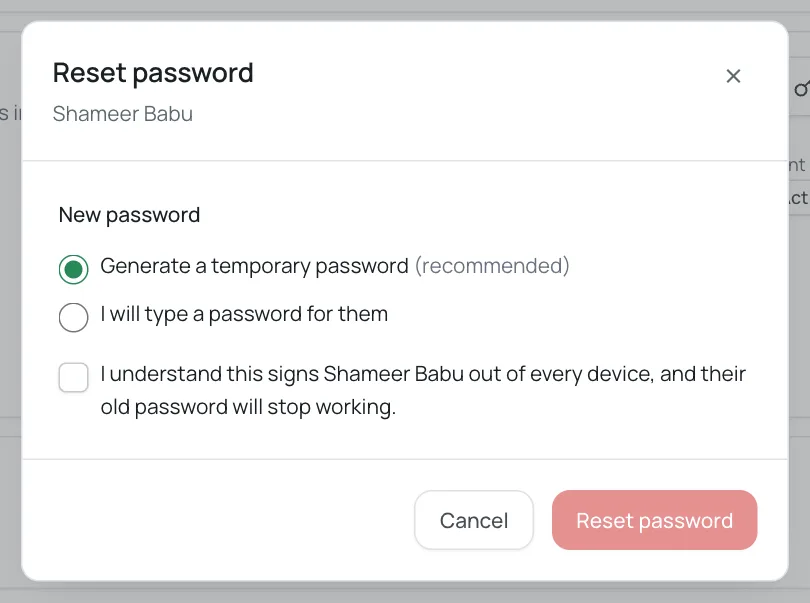 Reset password
Shameer Babu
New password
Generate a temporary password (recommended)
I will type a password for them
I understand this signs Shameer Babu out of every device, and their
old password will stop working.
Cancel
Reset password